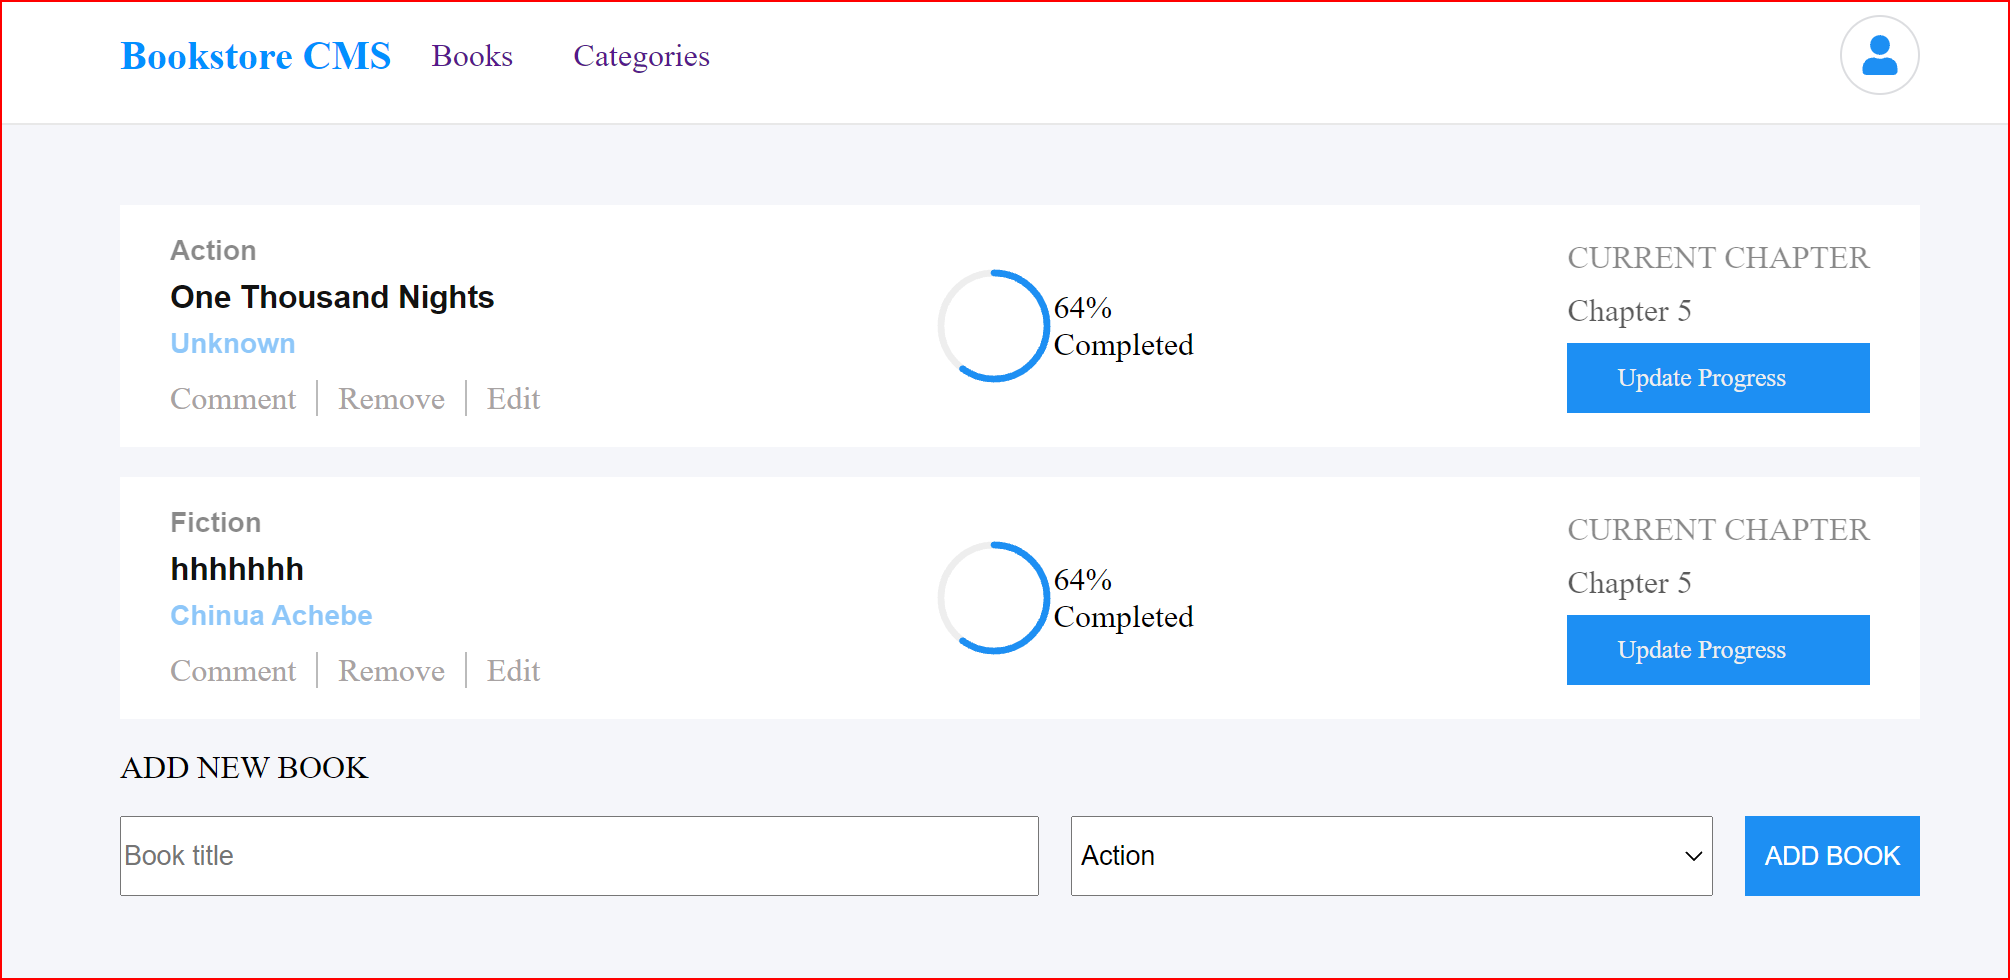 Bookstore CMS Books Categories
Action
One Thousand Nights
Unknown
Comment Remove Edit
64%
Completed
CURRENT CHAPTER
Chapter 5
Update Progress
Fiction
hhhhhhh
Chinua Achebe
Comment Remove Edit
64%
Completed
CURRENT CHAPTER
Chapter 5
Update Progress
ADD NEW BOOK
Book title Action ADD BOOK